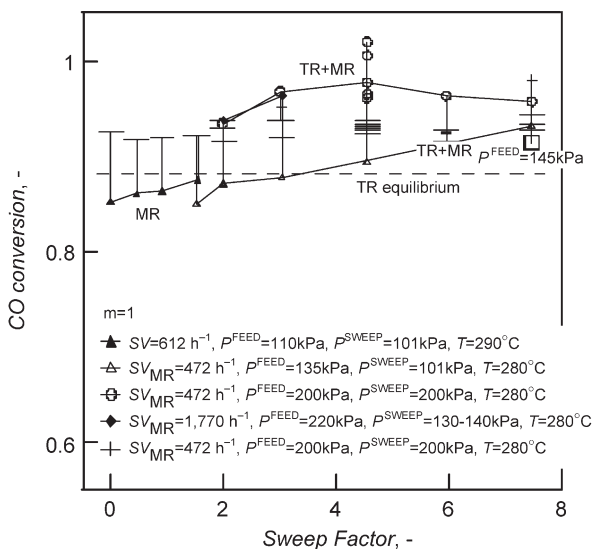 1
TR+MR
TR+MR
P^FEED=145kPa
TR equilibrium
MR
0.8
m=1
SV=612 h⁻¹, P^FEED=110kPa, P^SWEEP=101kPa, T=290°C
SV_MR=472 h⁻¹, P^FEED=135kPa, P^SWEEP=101kPa, T=280°C
SV_MR=472 h⁻¹, P^FEED=200kPa, P^SWEEP=200kPa, T=280°C
SV_MR=1,770 h⁻¹, P^FEED=220kPa, P^SWEEP=130-140kPa, T=280°C
SV_MR=472 h⁻¹, P^FEED=200kPa, P^SWEEP=200kPa, T=280°C
0.6
CO conversion, -
0 2 4 6 8
Sweep Factor, -